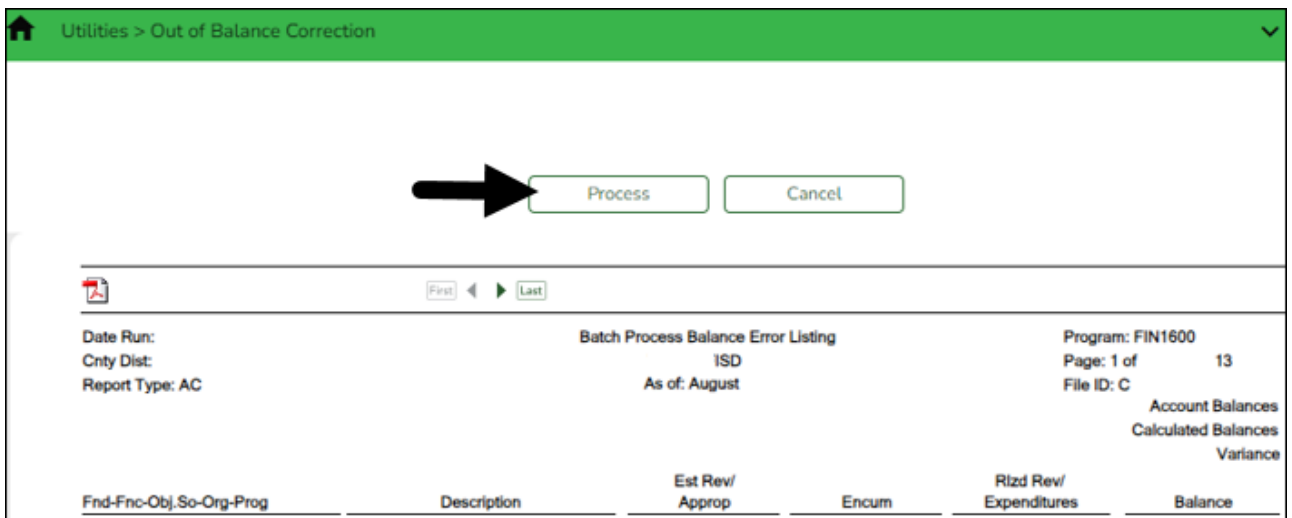 Utilities > Out of Balance Correction
Process Cancel
First Last
Date Run: Batch Process Balance Error Listing Program: FIN1600
Cnty Dist: ISD Page: 1 of 13
Report Type: AC As of: August File ID: C
Account Balances
Calculated Balances
Variance
Est Rev/ Rlzd Rev/
Fnd-Fnc-Obj.So-Org-Prog Description Approp Encum Expenditures Balance